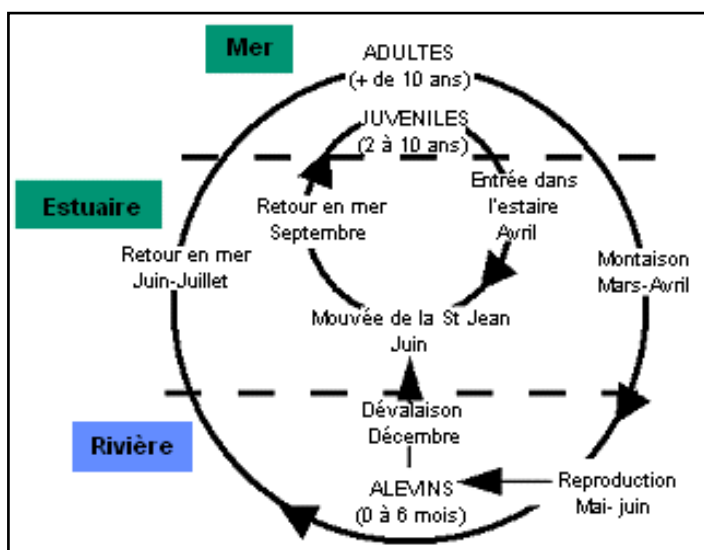 Mer
ADULTES
(+ de 10 ans)
JUVENILES
(2 à 10 ans)
Estuaire
Retour en mer
Septembre
Entrée dans
l'estaire
Avril
Retour en mer
Juin-Juillet
Montaison
Mars-Avril
Mouvée de la St Jean
Juin
Rivière
Dévalaison
Décembre
ALEVINS
(0 à 6 mois)
Reproduction
Mai- juin